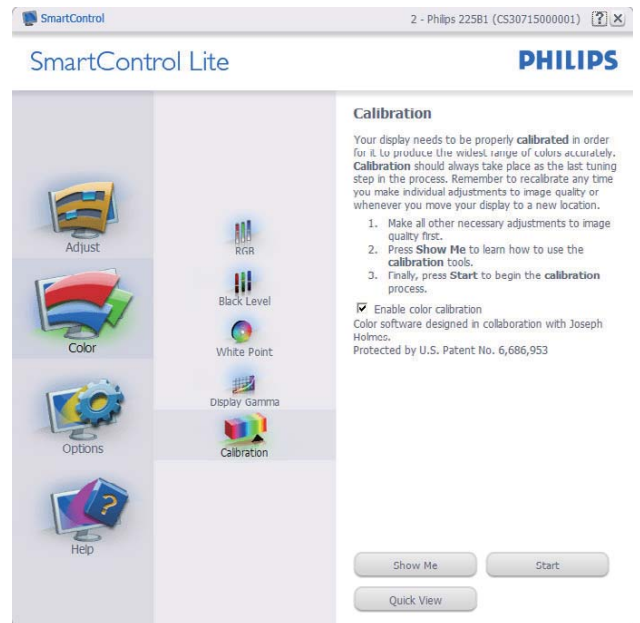 SmartControl
2 - Philips 225B1 (CS30715000001)
?
SmartControl Lite
PHILIPS
Adjust
Color
Options
Help
?
RGB
Black Level
White Point
Display Gamma
Calibration
Calibration
Your display needs to be properly calibrated in order
for it to produce the widest range of colors accurately.
Calibration should always take place as the last tuning
step in the process. Remember to recalibrate any time
you make individual adjustments to image quality or
whenever you move your display to a new location.
1. Make all other necessary adjustments to image
quality first.
2. Press Show Me to learn how to use the
calibration tools.
3. Finally, press Start to begin the calibration
process.
Enable color calibration
Color software designed in collaboration with Joseph
Holmes.
Protected by U.S. Patent No. 6,686,953
Show Me
Start
Quick View